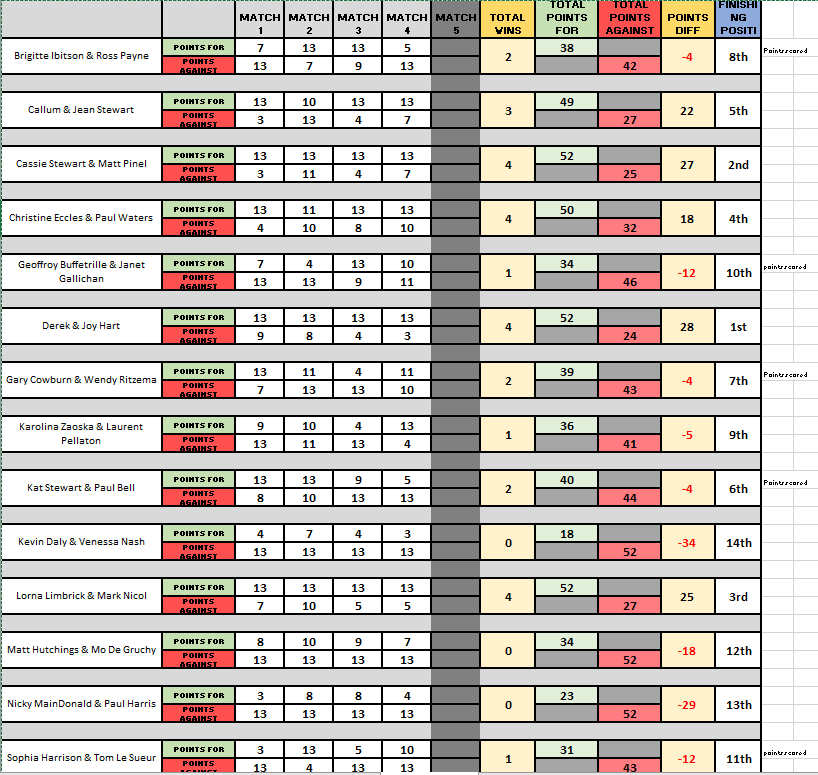 MATCH 1 MATCH 2 MATCH 3 MATCH 4 MATCH 5 TOTAL WINS TOTAL POINTS FOR TOTAL POINTS AGAINST POINTS DIFF FINISHI NG POSITI
Brigitte Ibitson & Ross Payne POINTS FOR 7 13 13 5 2 38 -4 8th Points scored
POINTS AGAINST 13 7 9 13 42
Callum & Jean Stewart POINTS FOR 13 10 13 13 3 49 22 5th
POINTS AGAINST 3 13 4 7 27
Cassie Stewart & Matt Pinel POINTS FOR 13 13 13 13 4 52 27 2nd
POINTS AGAINST 3 11 4 7 25
Christine Eccles & Paul Waters POINTS FOR 13 11 13 13 4 50 18 4th
POINTS AGAINST 4 10 8 10 32
Geoffroy Buffetrille & Janet Gallichan POINTS FOR 7 4 13 10 1 34 -12 10th points scored
POINTS AGAINST 13 13 9 11 46
Derek & Joy Hart POINTS FOR 13 13 13 13 4 52 28 1st
POINTS AGAINST 9 8 4 3 24
Gary Cowburn & Wendy Ritzema POINTS FOR 13 11 4 11 2 39 -4 7th Points scored
POINTS AGAINST 7 13 13 10 43
Karolina Zaoska & Laurent Pellaton POINTS FOR 9 10 4 13 1 36 -5 9th
POINTS AGAINST 13 11 13 4 41
Kat Stewart & Paul Bell POINTS FOR 13 13 9 5 2 40 -4 6th Points scored
POINTS AGAINST 8 10 13 13 44
Kevin Daly & Venessa Nash POINTS FOR 4 7 4 3 0 18 -34 14th
POINTS AGAINST 13 13 13 13 52
Lorna Limbrick & Mark Nicol POINTS FOR 13 13 13 13 4 52 25 3rd
POINTS AGAINST 7 10 5 5 27
Matt Hutchings & Mo De Gruchy POINTS FOR 8 10 9 7 0 34 -18 12th
POINTS AGAINST 13 13 13 13 52
Nicky MainDonald & Paul Harris POINTS FOR 3 8 8 4 0 23 -29 13th
POINTS AGAINST 13 13 13 13 52
Sophia Harrison & Tom Le Sueur POINTS FOR 3 13 5 10 1 31 -12 11th points scored
POINTS AGAINST 13 4 13 13 43